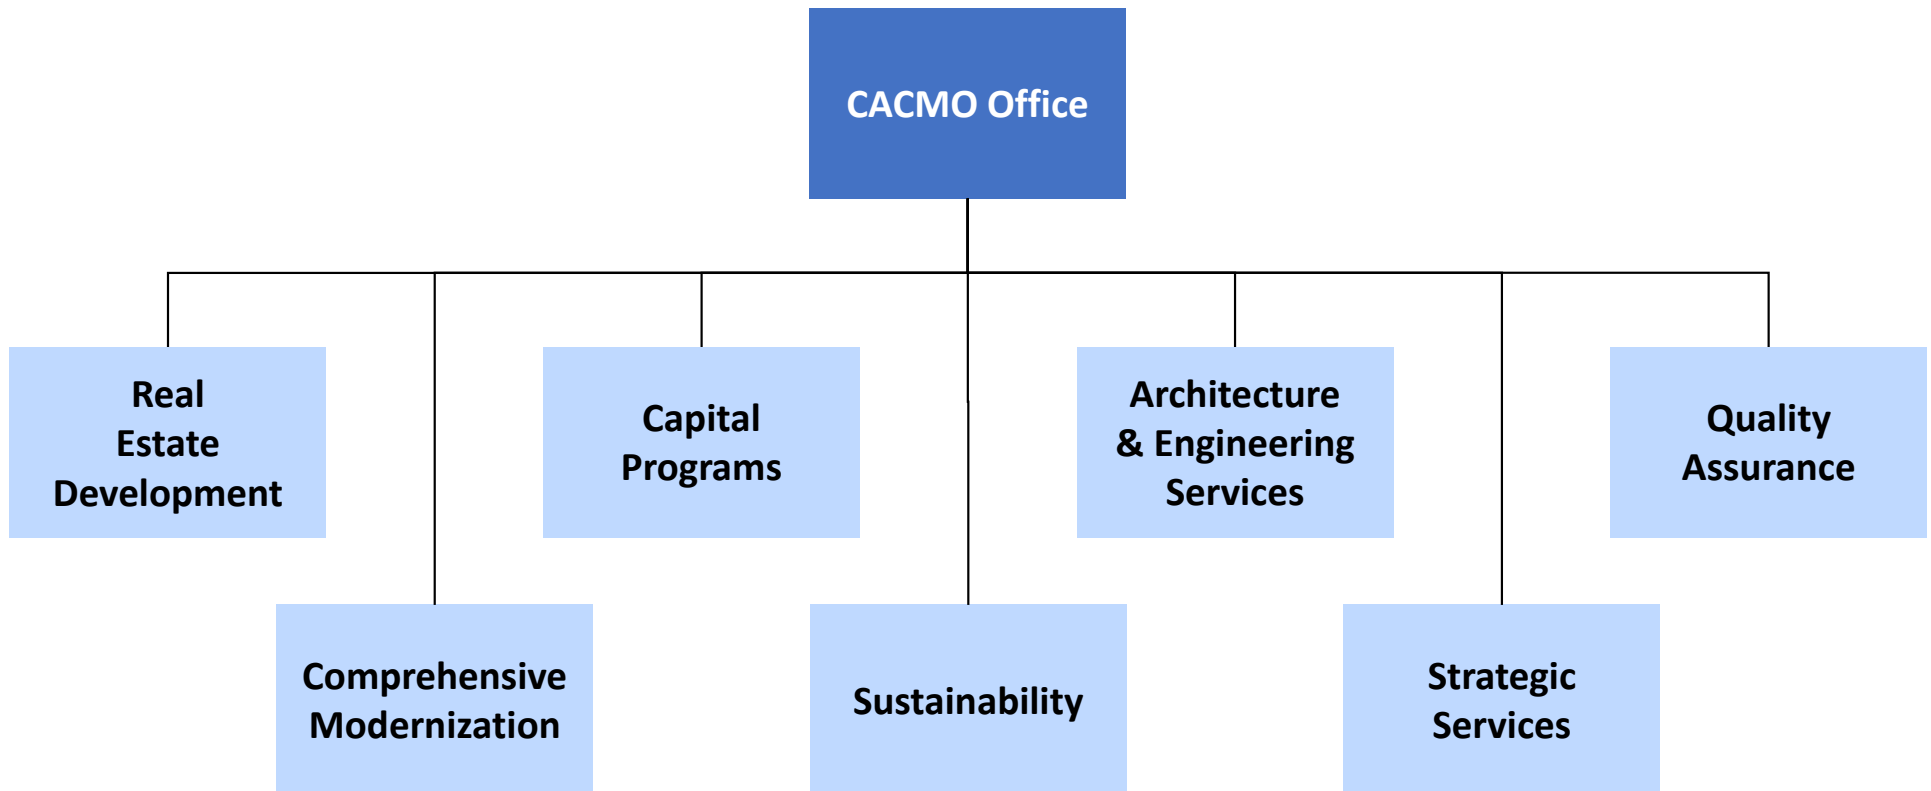 CACMO Office
Real
Estate
Development
Capital
Programs
Architecture
& Engineering
Services
Quality
Assurance
Comprehensive
Modernization
Sustainability
Strategic
Services